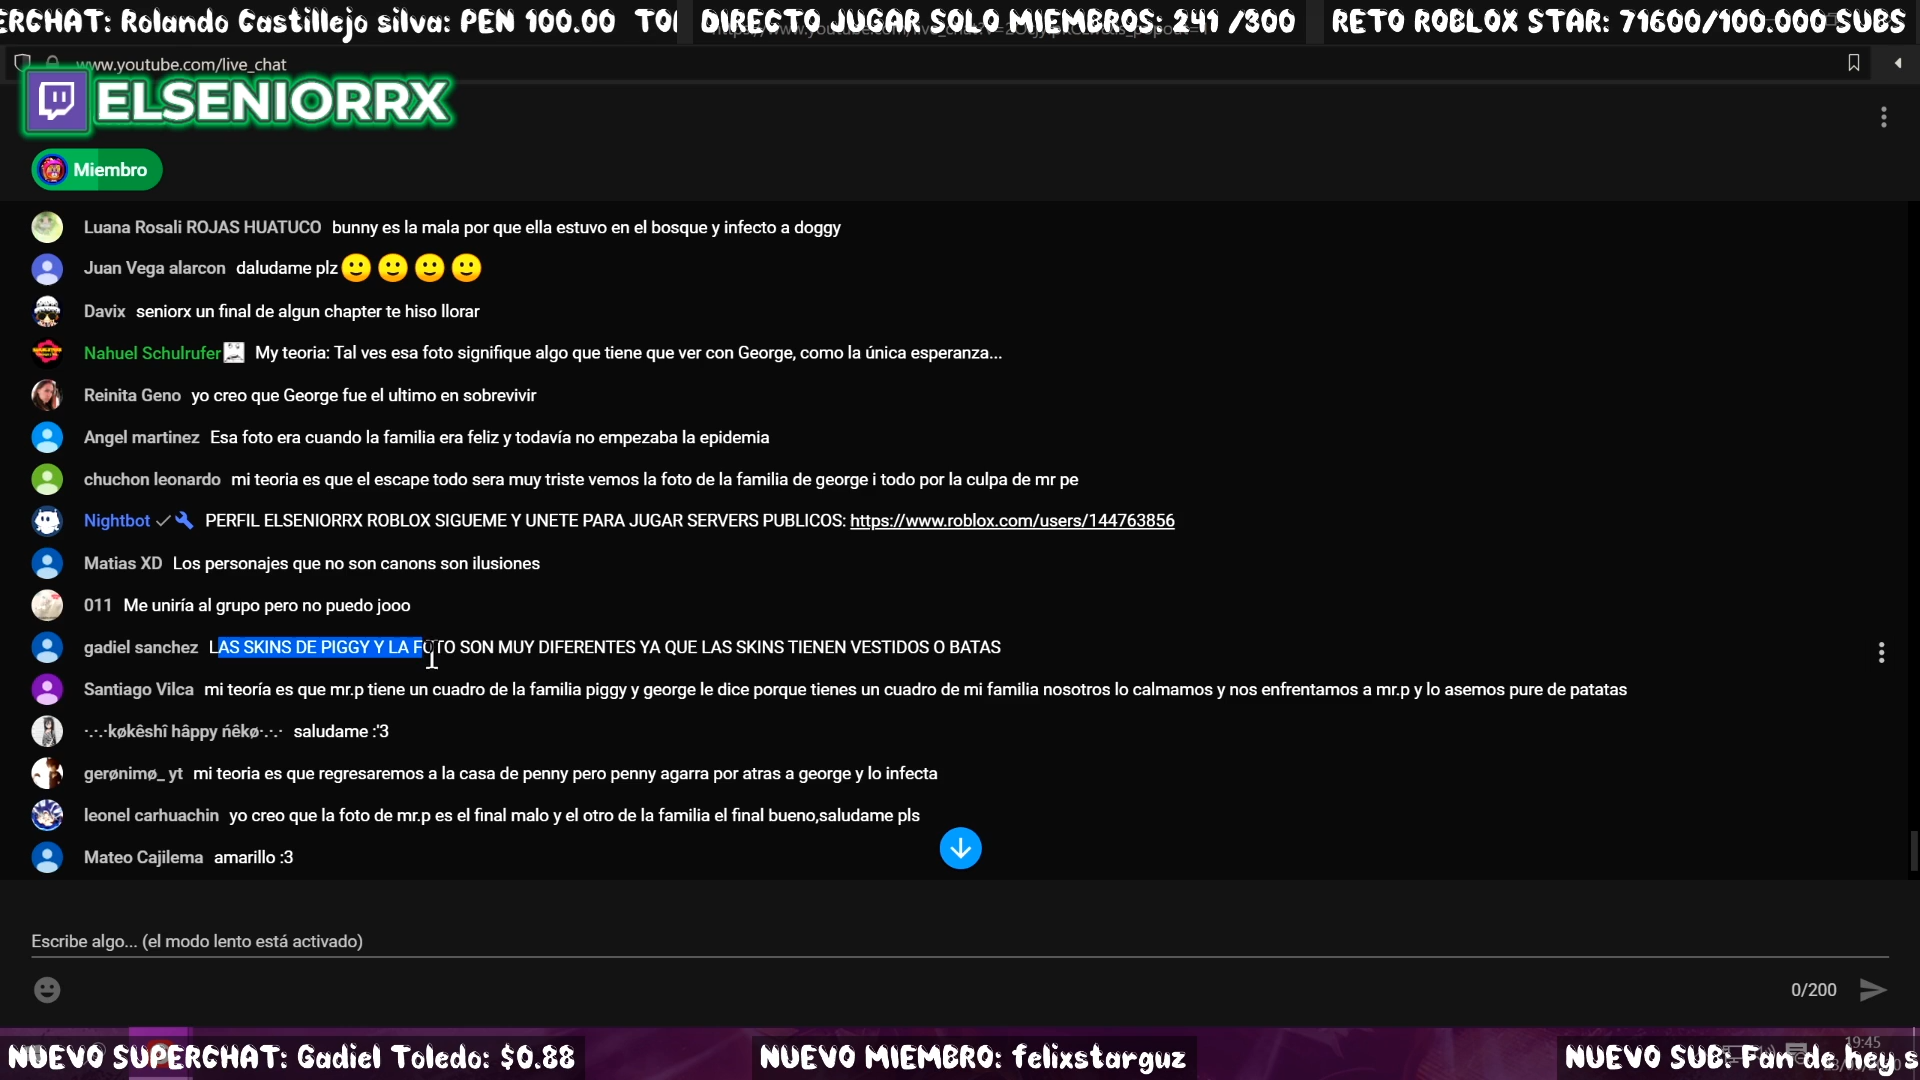 ERCHAT: Rolando Castillejo silva: PEN 100.00 TO
DIRECTO JUGAR SOLO MIEMBROS: 241 /300
RETO ROBLOX STAR: 71600/100.000 SUBS
www.youtube.com/live_chat
ELSENIORRX
Miembro
Luana Rosali ROJAS HUATUCO bunny es la mala por que ella estuvo en el bosque y infecto a doggy
Juan Vega alarcon daludame plz
Davix seniorx un final de algun chapter te hiso llorar
Nahuel Schulrufer My teoria: Tal ves esa foto signifique algo que tiene que ver con George, como la única esperanza...
Reinita Geno yo creo que George fue el ultimo en sobrevivir
Angel martinez Esa foto era cuando la familia era feliz y todavía no empezaba la epidemia
chuchon leonardo mi teoria es que el escape todo sera muy triste vemos la foto de la familia de george i todo por la culpa de mr pe
Nightbot PERFIL ELSENIORRX ROBLOX SIGUEME Y UNETE PARA JUGAR SERVERS PUBLICOS: https://www.roblox.com/users/144763856
Matias XD Los personajes que no son canons son ilusiones
011 Me uniría al grupo pero no puedo jooo
gadiel sanchez LAS SKINS DE PIGGY Y LA FOTO SON MUY DIFERENTES YA QUE LAS SKINS TIENEN VESTIDOS O BATAS
Santiago Vilca mi teoría es que mr.p tiene un cuadro de la familia piggy y george le dice porque tienes un cuadro de mi familia nosotros lo calmamos y nos enfrentamos a mr.p y lo asemos pure de patatas
·.·.·køkêshî hâppy ńêkø·.·.· saludame :'3
gerønimø_ yt mi teoria es que regresaremos a la casa de penny pero penny agarra por atras a george y lo infecta
leonel carhuachin yo creo que la foto de mr.p es el final malo y el otro de la familia el final bueno,saludame pls
Mateo Cajilema amarillo :3
Escribe algo... (el modo lento está activado)
0/200
19:45
NUEVO SUPERCHAT: Gadiel Toledo: $0.88
NUEVO MIEMBRO: felixstarguz
NUEVO SUB: Fan de hey s